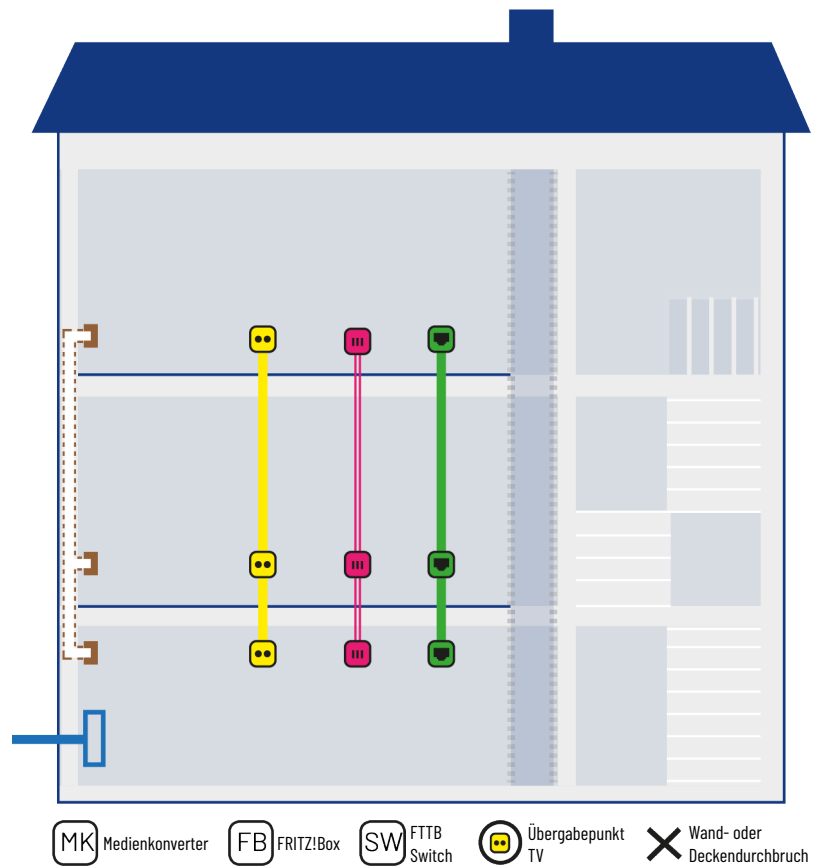 MK Medienkonverter
FB FRITZ!Box
SW FTTB
Switch
Übergabepunkt
TV
Wand- oder
Deckendurchbruch